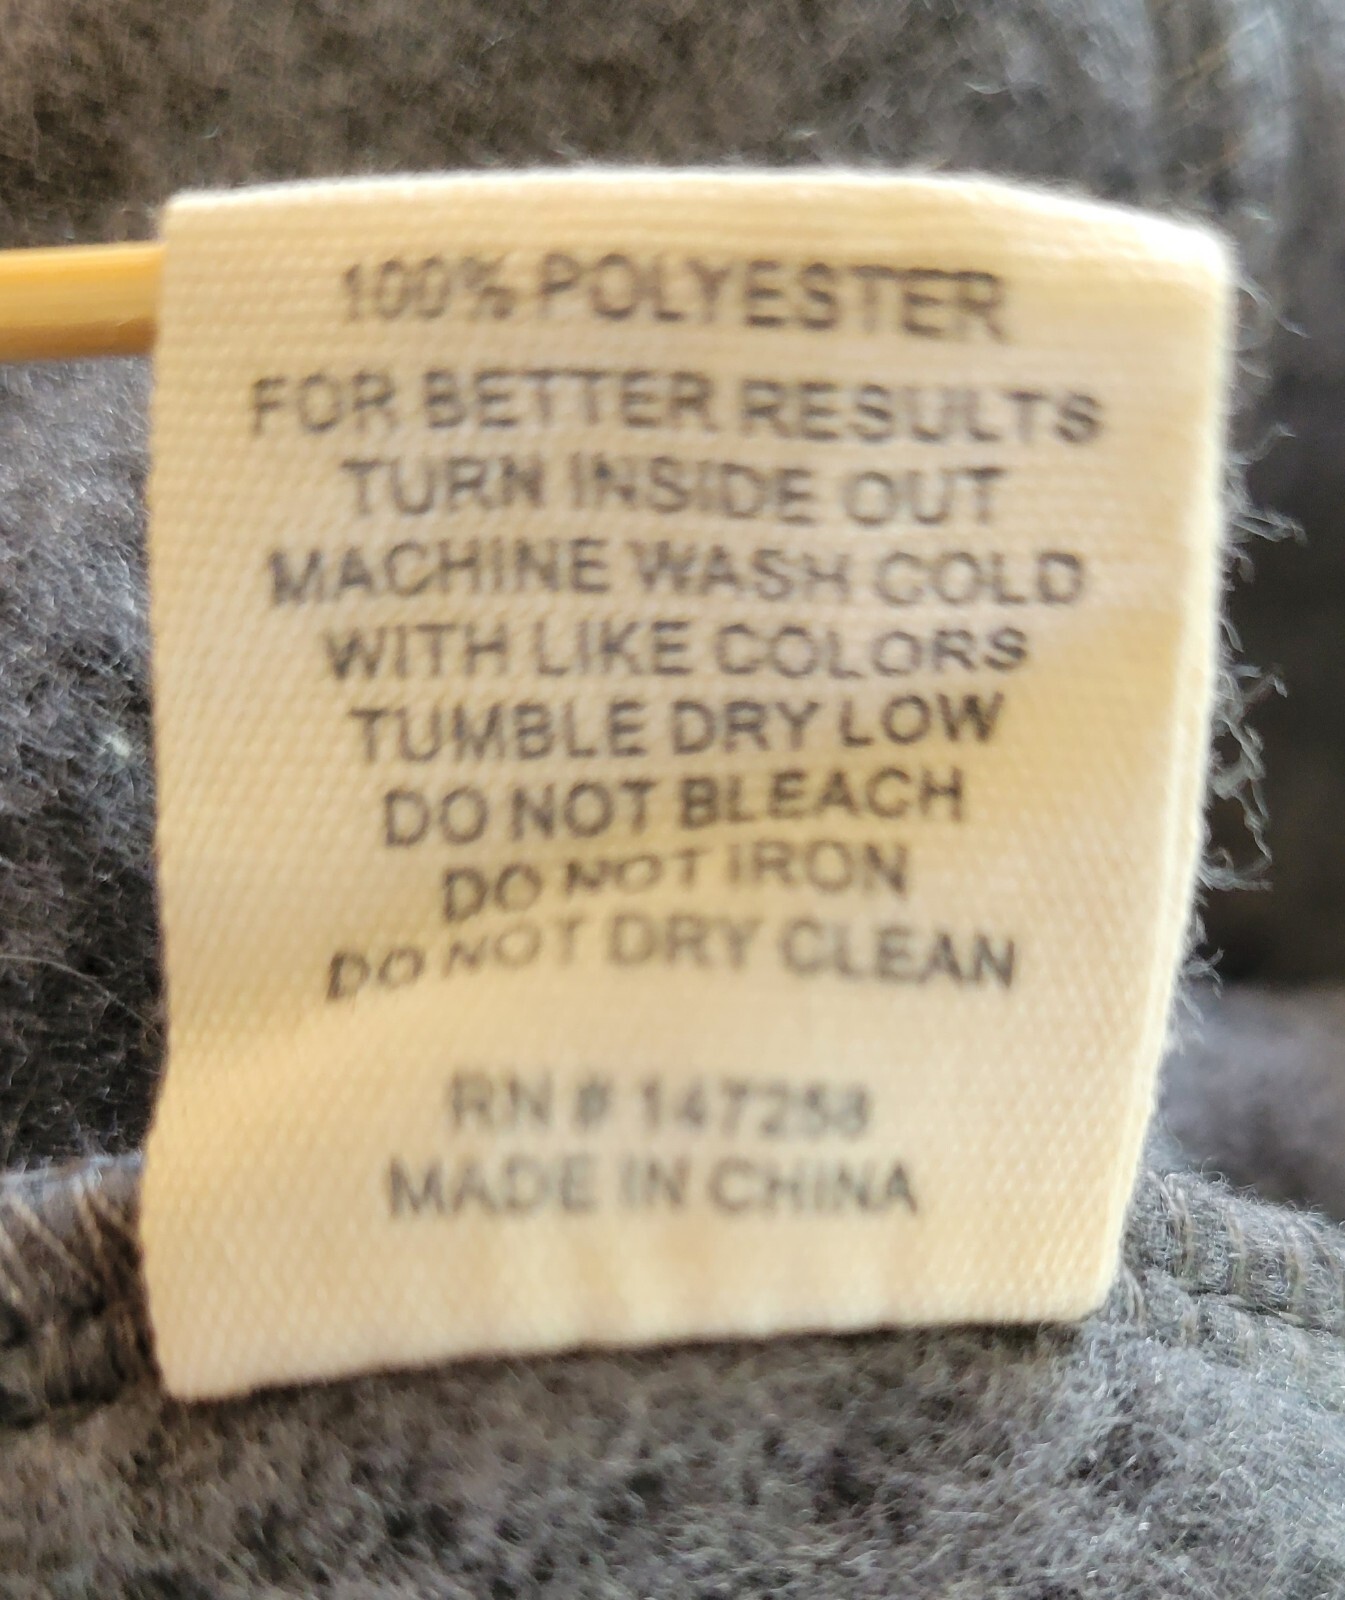 100% POLYESTER
FOR BETTER RESULTS
TURN INSIDE OUT
MACHINE WASH COLD
WITH LIKE COLORS
TUMBLE DRY LOW
DO NOT BLEACH
DO NOT IRON
DO NOT DRY CLEAN
RN # 147258
MADE IN CHINA